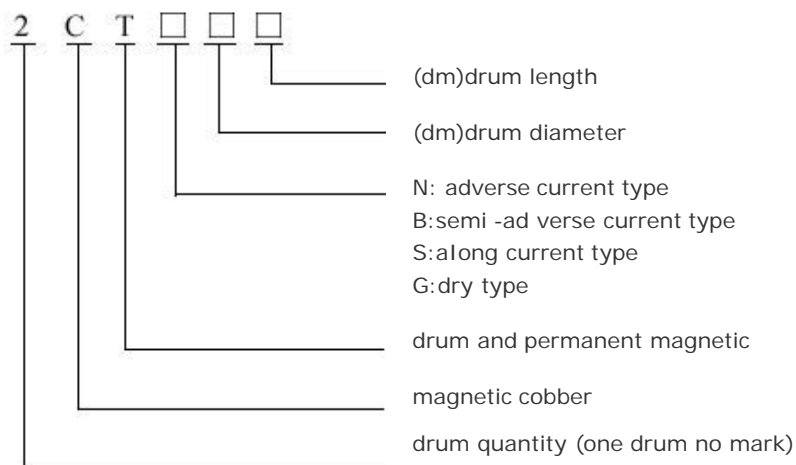 2 C T □ □ □
(dm)drum length
(dm)drum diameter
N: adverse current type
B:semi -ad verse current type
S:along current type
G:dry type
drum and permanent magnetic
magnetic cobber
drum quantity (one drum no mark)